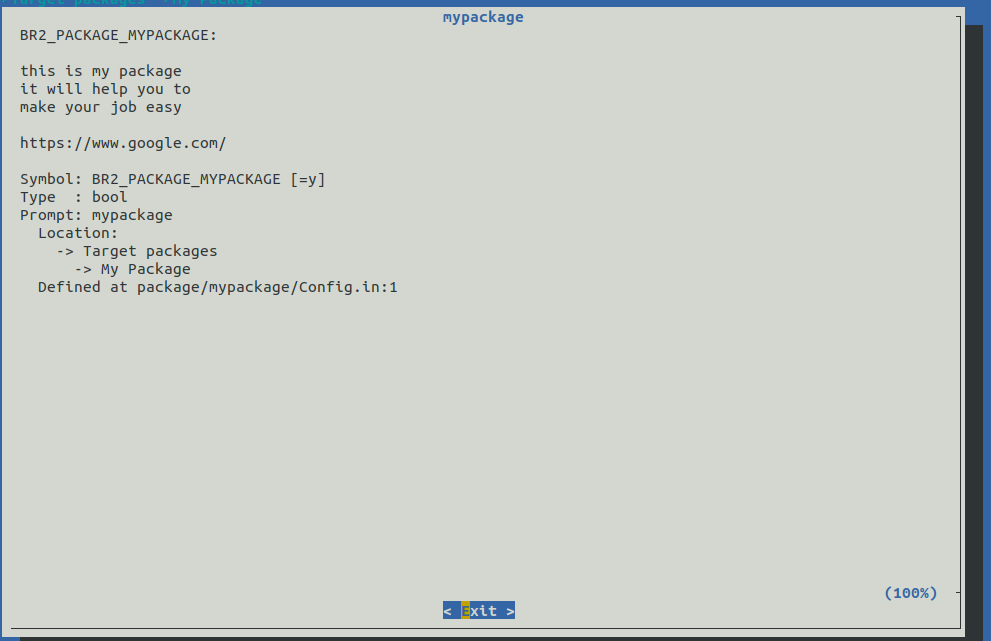 Target packages → My Package
mypackage
BR2_PACKAGE_MYPACKAGE:
this is my package
it will help you to
make your job easy
https://www.google.com/
Symbol: BR2_PACKAGE_MYPACKAGE [=y]
Type  : bool
Prompt: mypackage
  Location:
    -> Target packages
      -> My Package
  Defined at package/mypackage/Config.in:1
(100%)
< Exit >